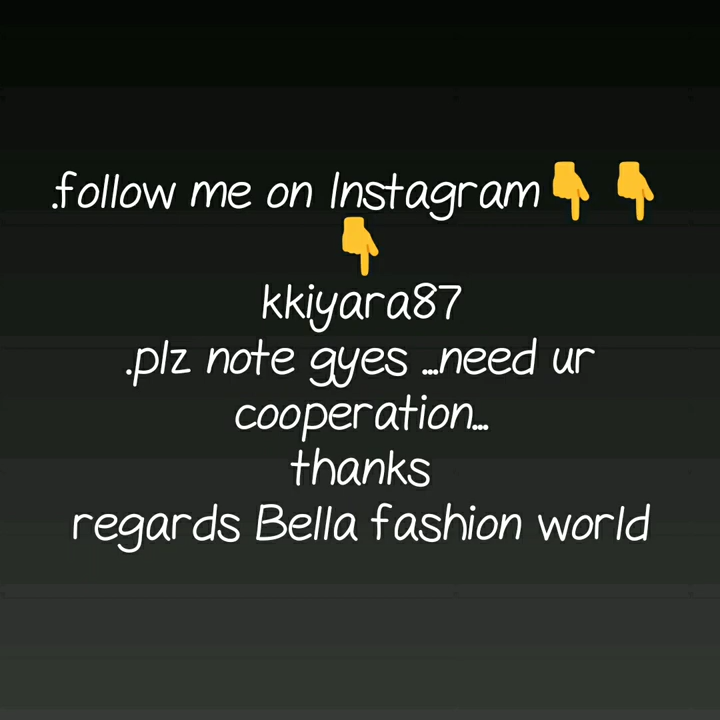 .follow me on Instagram👇👇
👇
kkiyara87
.plz note gyes ...need ur
cooperation...
thanks
regards Bella fashion world